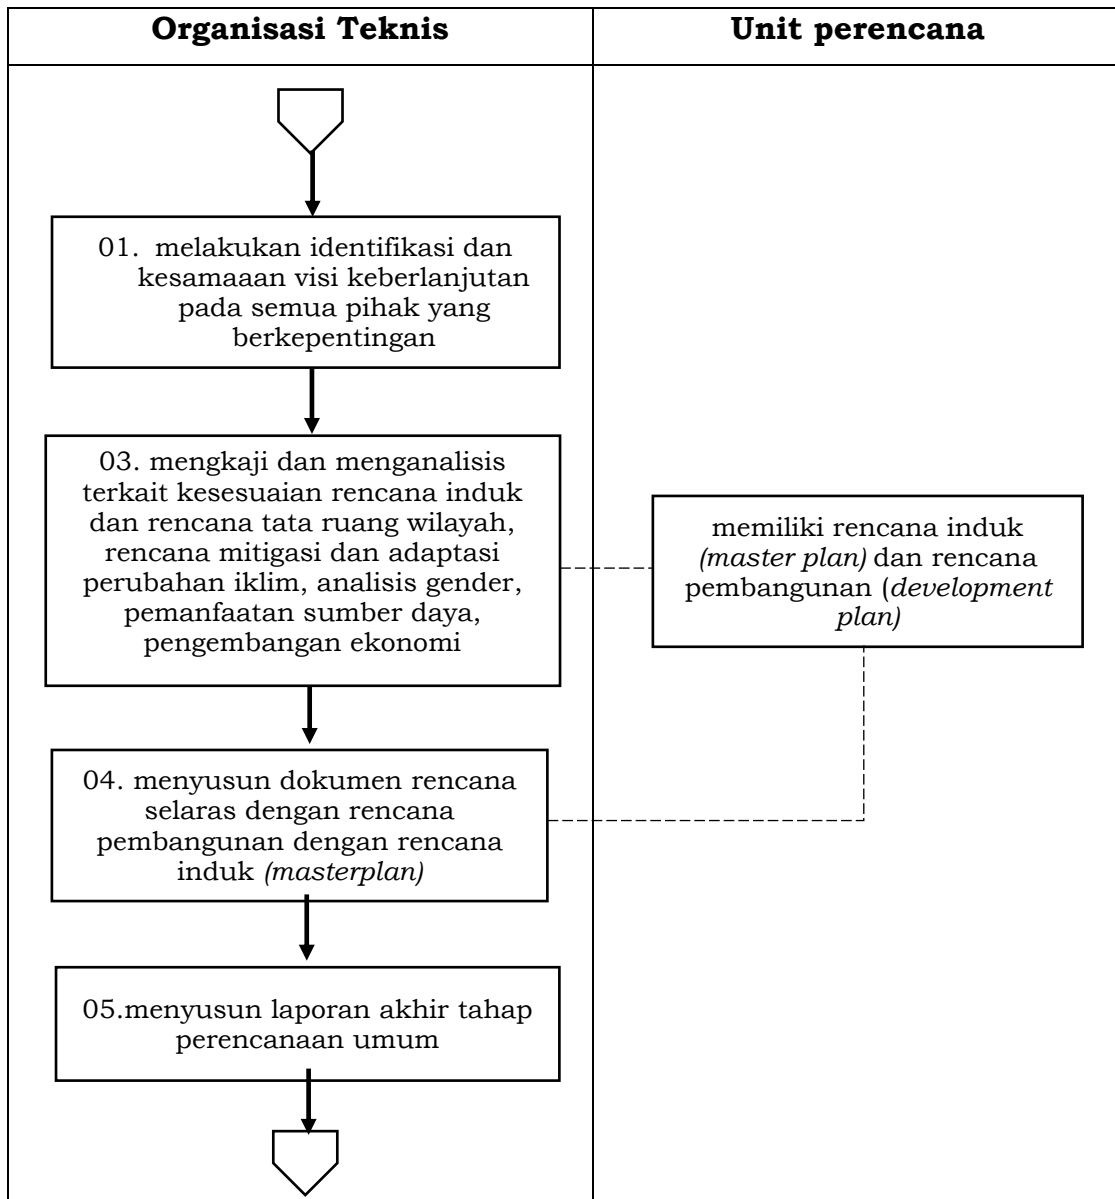 Organisasi Teknis
Unit perencana
01. melakukan identifikasi dan
kesamaaan visi keberlanjutan
pada semua pihak yang
berkepentingan
03. mengkaji dan menganalisis
terkait kesesuaian rencana induk
dan rencana tata ruang wilayah,
rencana mitigasi dan adaptasi
perubahan iklim, analisis gender,
pemanfaatan sumber daya,
pengembangan ekonomi
memiliki rencana induk
(master plan) dan rencana
pembangunan (development
plan)
04. menyusun dokumen rencana
selaras dengan rencana
pembangunan dengan rencana
induk (masterplan)
05.menyusun laporan akhir tahap
perencanaan umum